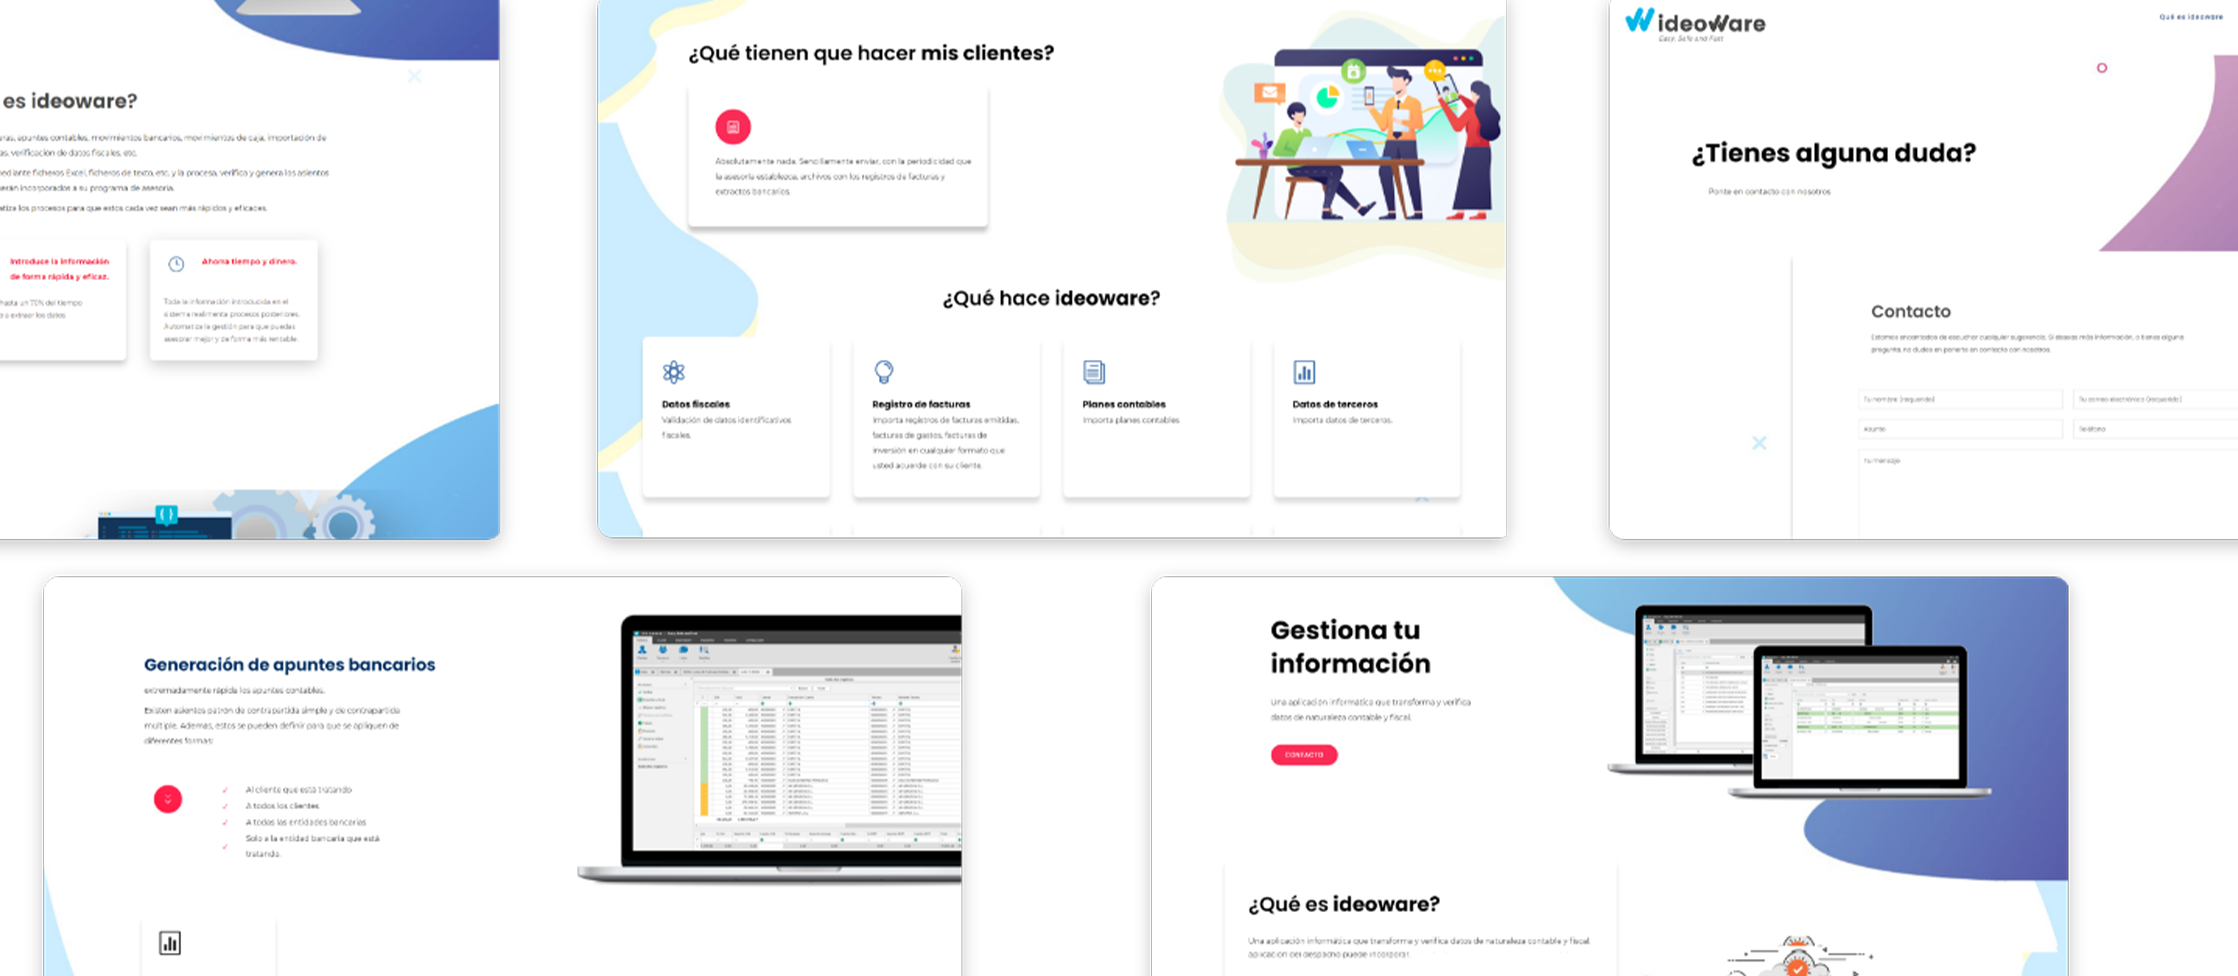 es ideoware?
uras, apuntes contables, movimientos bancarios, movimientos de caja, importación de
as, verificación de datos fiscales, etc.
ediante ficheros Excel, ficheros de texto, etc. y la procesa, verifica y genera los asientos
serán incorporados a su programa de asesoría.
atiza los procesos para que estos cada vez sean más rápidos y eficaces.
Introduce la información
de forma rápida y eficaz.
hasta un 70% del tiempo
o a extraer los datos
Ahorra tiempo y dinero.
Toda la información introducida en el
sistema realimenta procesos posteriores.
Automatiza la gestión para que puedas
asesorar mejor y de forma más rentable.
¿Qué tienen que hacer mis clientes?
Absolutamente nada. Sencillamente enviar, con la periodicidad que
la asesoría establezca, archivos con los registros de facturas y
extractos bancarios.
¿Qué hace ideoware?
Datos fiscales
Validación de datos identificativos
fiscales.
Registro de facturas
Importa registros de facturas emitidas,
facturas de gastos, facturas de
inversión en cualquier formato que
usted acuerde con su cliente.
Planes contables
Importa planes contables
Datos de terceros
Importa datos de terceros.
ideoWare
Easy, Safe and Fast
Qué es ideoware
¿Tienes alguna duda?
Ponte en contacto con nosotros
Contacto
Estamos encantados de escuchar cualquier sugerencia. Si deseas más información, o tienes alguna
pregunta, no dudes en ponerte en contacto con nosotros.
Tu nombre (requerido)
Tu correo electrónico (requerido)
Asunto
Teléfono
Tu mensaje
Generación de apuntes bancarios
extremadamente rápida los apuntes contables.
Existen asientos patrón de contrapartida simple y de contrapartida
múltiple. Además, estos se pueden definir para que se apliquen de
diferentes formas:
Al cliente que está tratando
A todos los clientes
A todas las entidades bancarias
Solo a la entidad bancaria que está
tratando.
Gestiona tu
información
Una aplicación informática que transforma y verifica
datos de naturaleza contable y fiscal.
CONTACTO
¿Qué es ideoware?
Una aplicación informática que transforma y verifica datos de naturaleza contable y fiscal.
aplicación del despacho puede incorporar.